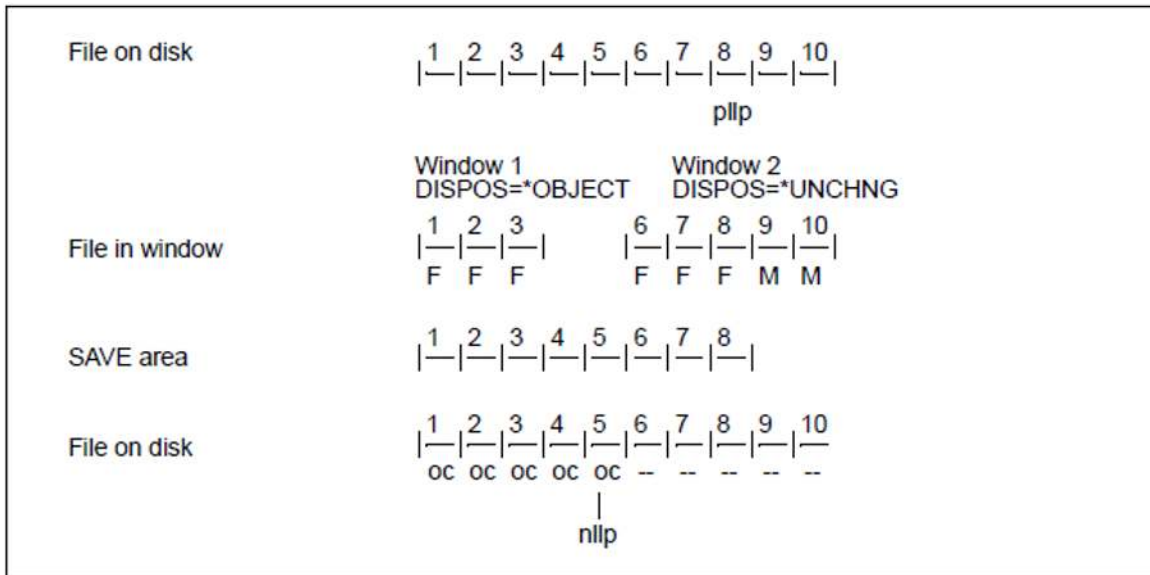 File on disk
1 2 3 4 5 6 7 8 9 10
pllp
Window 1 Window 2
DISPOS=*OBJECT DISPOS=*UNCHNG
File in window
1 2 3 6 7 8 9 10
F F F F F F M M
SAVE area
1 2 3 4 5 6 7 8
File on disk
1 2 3 4 5 6 7 8 9 10
oc oc oc oc oc -- -- -- -- --
nllp